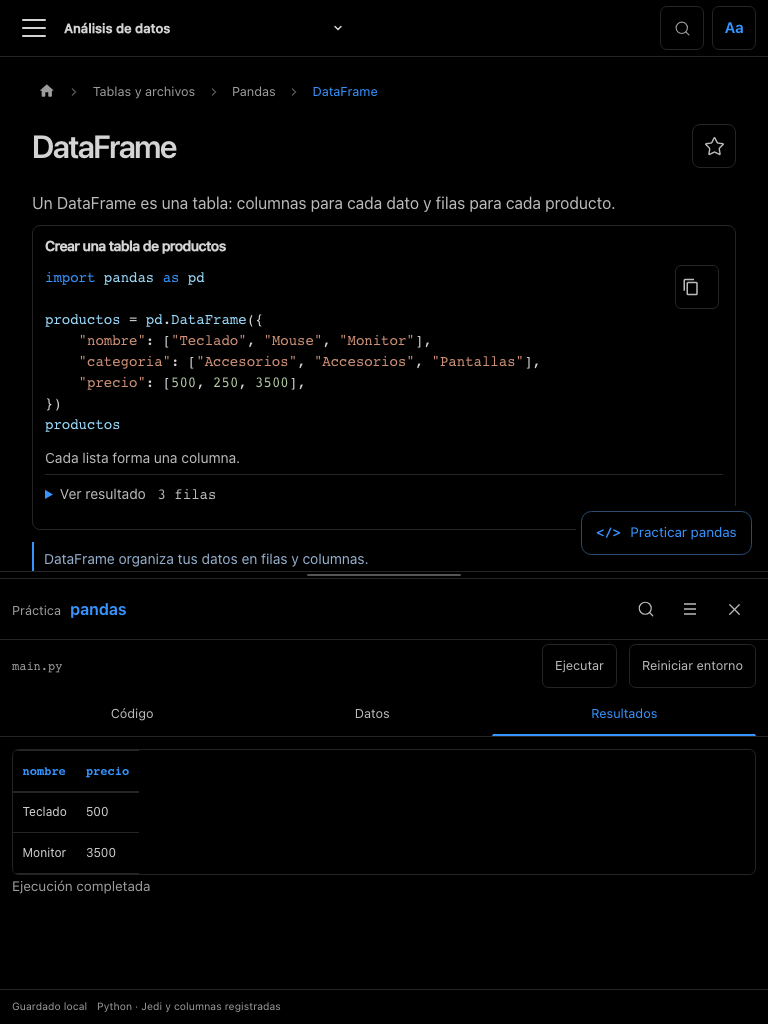 Análisis de datos
Aa
Tablas y archivos > Pandas > DataFrame
DataFrame
Un DataFrame es una tabla: columnas para cada dato y filas para cada producto.
Crear una tabla de productos
import pandas as pd
productos = pd.DataFrame({
    "nombre": ["Teclado", "Mouse", "Monitor"],
    "categoria": ["Accesorios", "Accesorios", "Pantallas"],
    "precio": [500, 250, 3500],
})
productos
Cada lista forma una columna.
Ver resultado 3 filas
</> Practicar pandas
DataFrame organiza tus datos en filas y columnas.
Práctica pandas
main.py
Ejecutar
Reiniciar entorno
Código
Datos
Resultados
nombre precio
Teclado 500
Monitor 3500
Ejecución completada
Guardado local Python · Jedi y columnas registradas